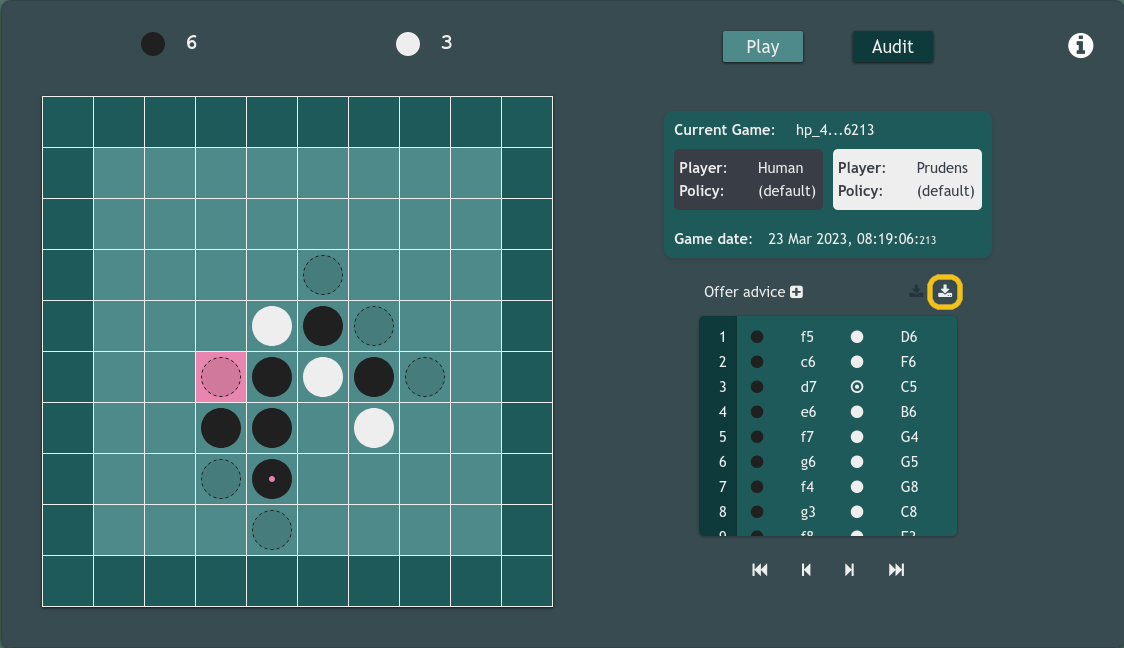 6 3 Play Audit
Current Game: hp_4...6213
Player: Human
Policy: (default)
Player: Prudens
Policy: (default)
Game date: 23 Mar 2023, 08:19:06:213
Offer advice
1 f5 D6
2 c6 F6
3 d7 C5
4 e6 B6
5 f7 G4
6 g6 G5
7 f4 G8
8 g3 C8